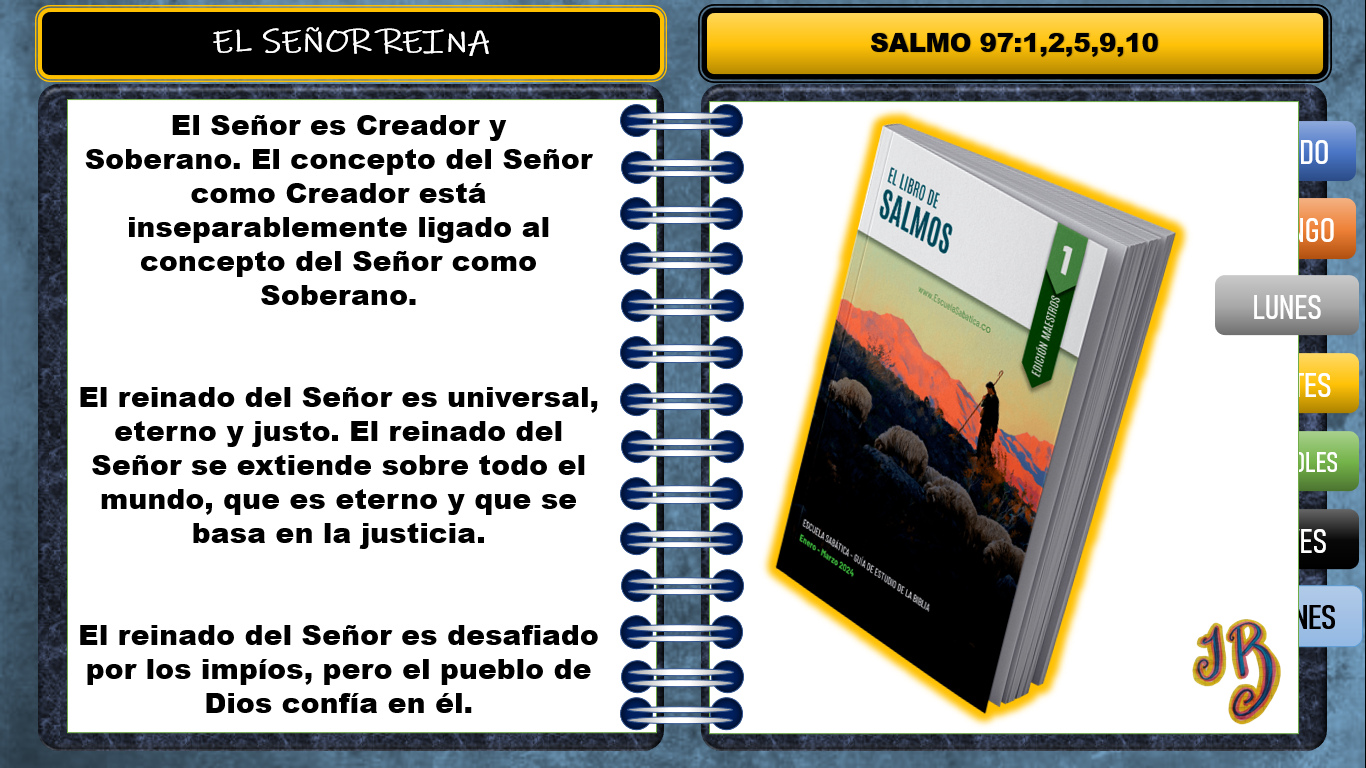 EL SEÑOR REINA
SALMO 97:1,2,5,9,10
El Señor es Creador y
Soberano. El concepto del Señor
como Creador está
inseparablemente ligado al
concepto del Señor como
Soberano.
El reinado del Señor es universal,
eterno y justo. El reinado del
Señor se extiende sobre todo el
mundo, que es eterno y que se
basa en la justicia.
El reinado del Señor es desafiado
por los impíos, pero el pueblo de
Dios confía en él.
EL LIBRO DE
SALMOS
1
EDICIÓN MAESTROS
www.EscuelaSabatica.co
ESCUELA SABÁTICA - GUÍA DE ESTUDIO DE LA BIBLIA
Enero - Marzo 2024
DO
NGO
LUNES
TES
OLES
ES
NES
JB